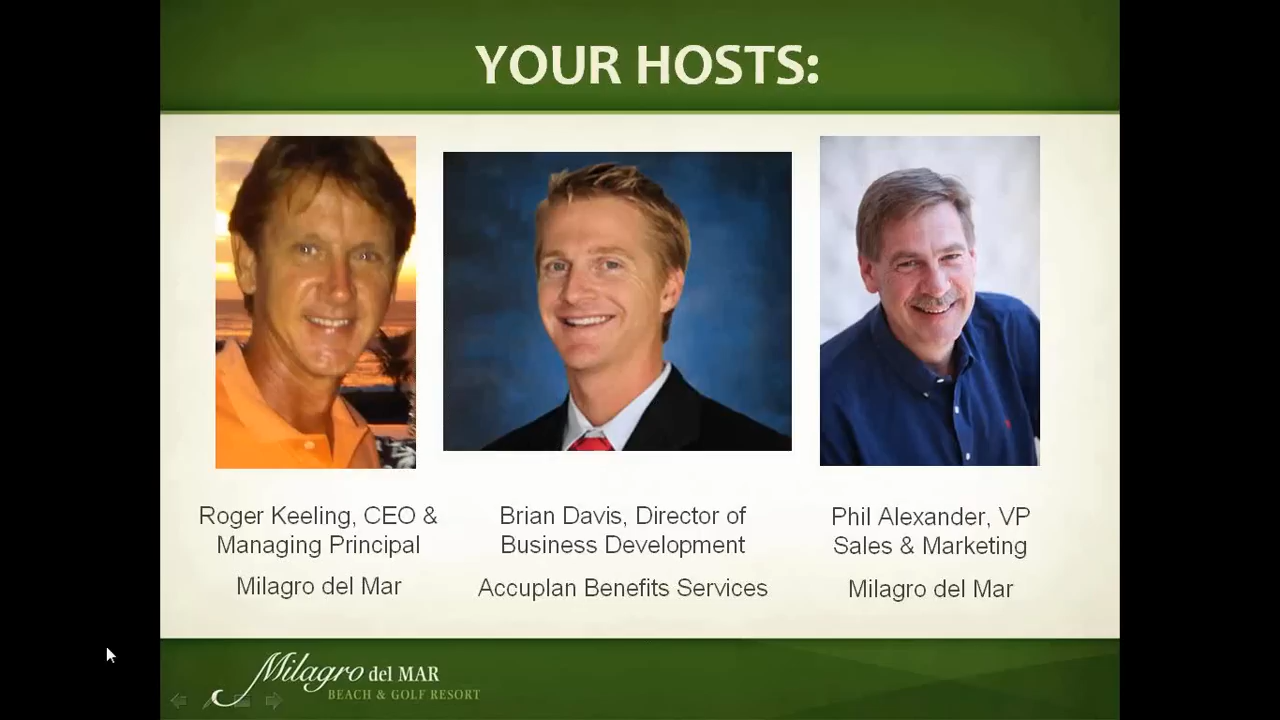 YOUR HOSTS:
Roger Keeling, CEO &
Managing Principal
Milagro del Mar
Brian Davis, Director of
Business Development
Accuplan Benefits Services
Phil Alexander, VP
Sales & Marketing
Milagro del Mar
Milagro del MAR
BEACH & GOLF RESORT